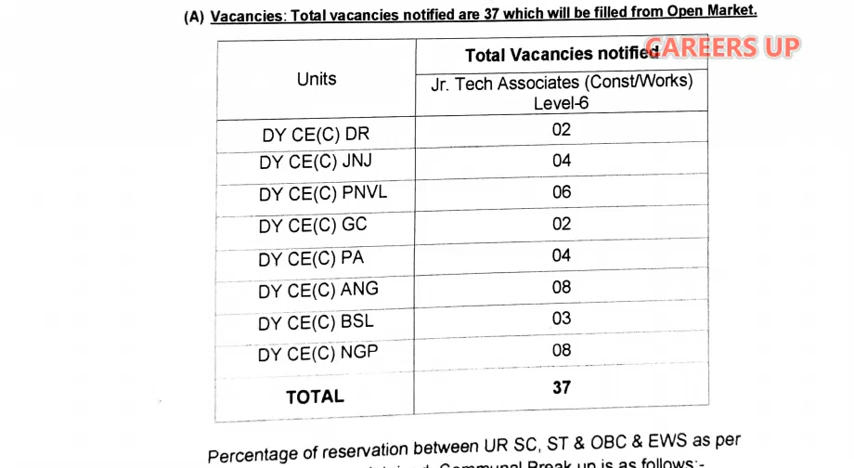 (A) Vacancies: Total vacancies notified are 37 which will be filled from Open Market.
CAREERS UP
Units
Total Vacancies notified
Jr. Tech Associates (Const/Works)
Level-6
DY CE(C) DR 02
DY CE(C) JNJ 04
DY CE(C) PNVL 06
DY CE(C) GC 02
DY CE(C) PA 04
DY CE(C) ANG 08
DY CE(C) BSL 03
DY CE(C) NGP 08
TOTAL 37
Percentage of reservation between UR SC, ST & OBC & EWS as per
Communal Break up is as follows:-